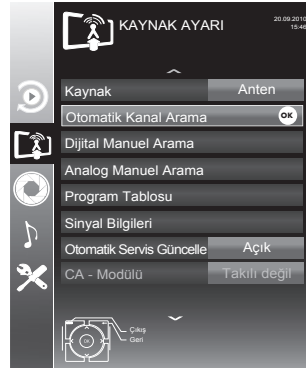 KAYNAK AYARI
20.09.2010
15:46
Kaynak Anten
Otomatik Kanal Arama OK
Dijital Manuel Arama
Analog Manuel Arama
Program Tablosu
Sinyal Bilgileri
Otomatik Servis Güncelle Açık
CA - Modülü Takılı değil
Çıkış
Geri
OK